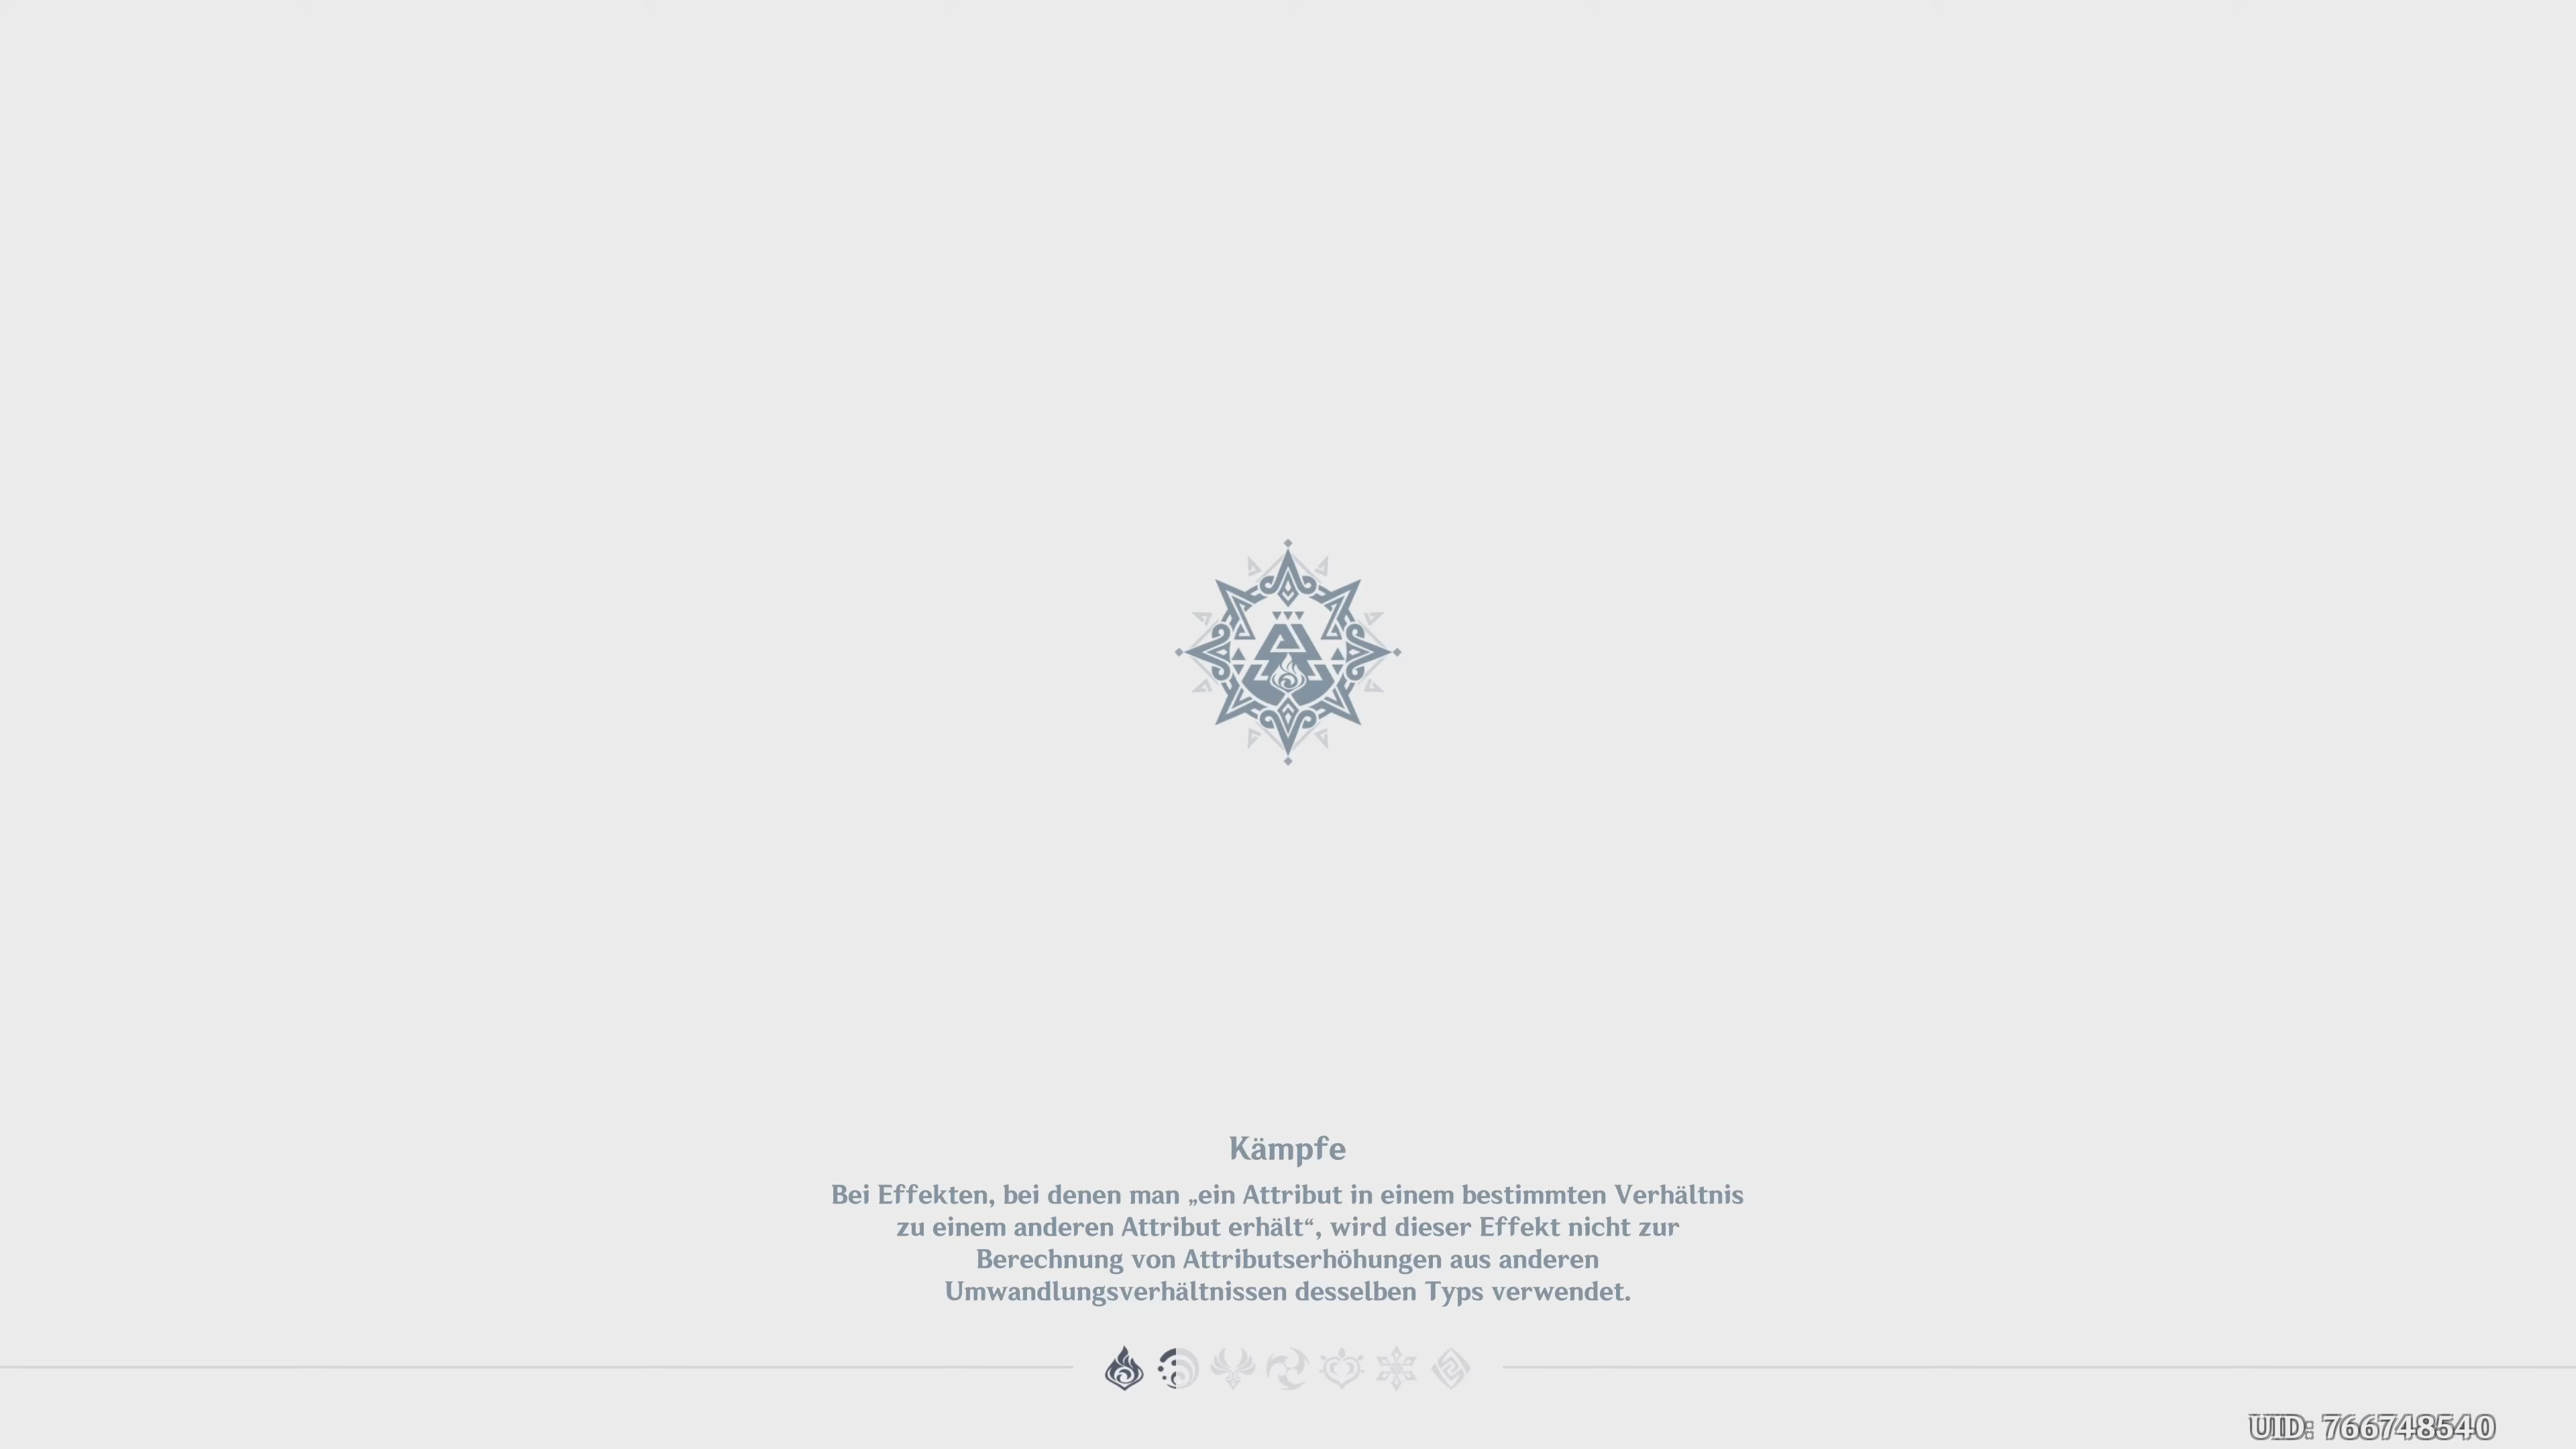 Kämpfe
Bei Effekten, bei denen man „ein Attribut in einem bestimmten Verhältnis
zu einem anderen Attribut erhält“, wird dieser Effekt nicht zur
Berechnung von Attributserhöhungen aus anderen
Umwandlungsverhältnissen desselben Typs verwendet.
UID: 766748540